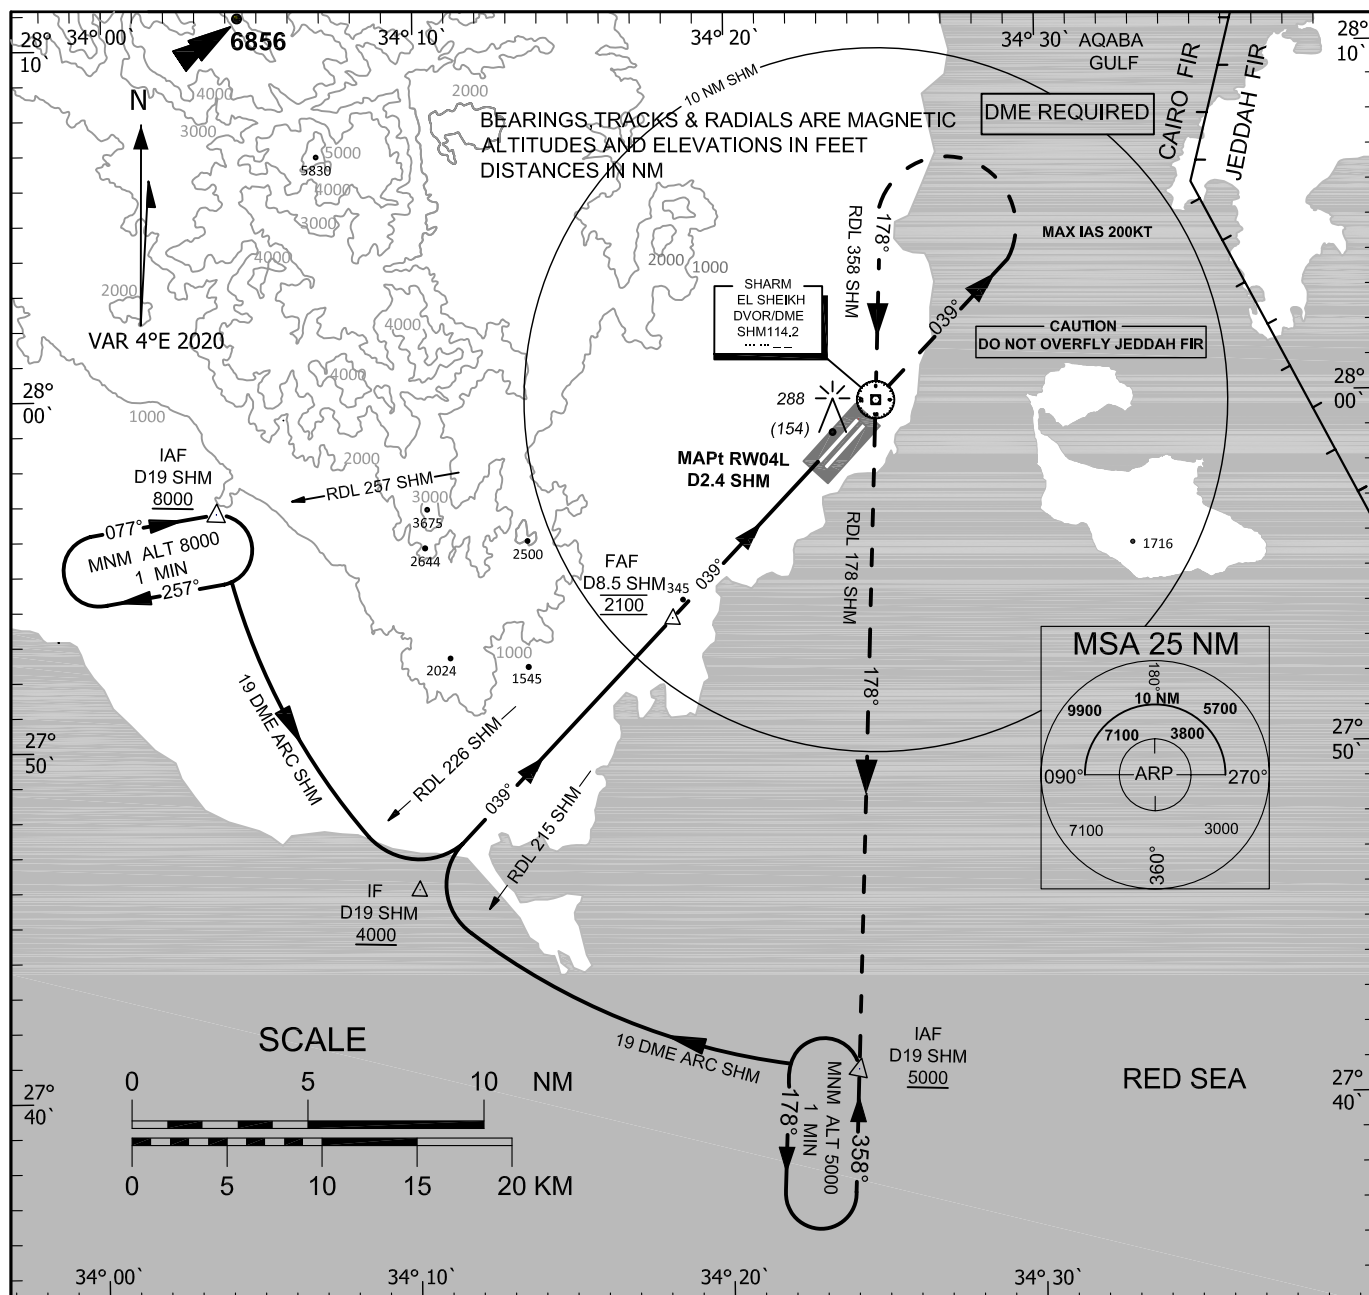 34° 00'
34° 10'
34° 20'
34° 30'
28°
10`
28°
10`
6856
AQABA
GULF
CAIRO FIR
JEDDAH FIR
10 NM SHM
DME REQUIRED
BEARINGS,TRACKS & RADIALS ARE MAGNETIC
ALTITUDES AND ELEVATIONS IN FEET
DISTANCES IN NM
N
VAR 4°E 2020
4000
3000
5000
5830
4000
3000
4000
2000
2000
2000
1000
4000
4000
1000
2000
3000
178°
RDL 358 SHM
MAX IAS 200KT
039°
SHARM
EL SHEIKH
DVOR/DME
SHM114.2
CAUTION
DO NOT OVERFLY JEDDAH FIR
28°
00`
28°
00`
288
(154)
MAPt RW04L
D2.4 SHM
IAF
D19 SHM
8000
RDL 257 SHM
077°
MNM ALT 8000
1 MIN
257°
3675
2644
2500
1716
RDL 178 SHM
178°
FAF
D8.5 SHM
2100
345
039°
1000
2024
1545
19 DME ARC SHM
RDL 226 SHM
039°
RDL 215 SHM
MSA 25 NM
180°
10 NM
9900
5700
7100
3800
090°
ARP
270°
7100
3000
360°
27°
50`
27°
50`
IF
D19 SHM
4000
19 DME ARC SHM
IAF
D19 SHM
5000
MNM ALT 5000
1 MIN
178°
358°
RED SEA
SCALE
0 5 10 NM
0 5 10 15 20 KM
27°
40`
27°
40`
34° 00'
34° 10'
34° 20'
34° 30'